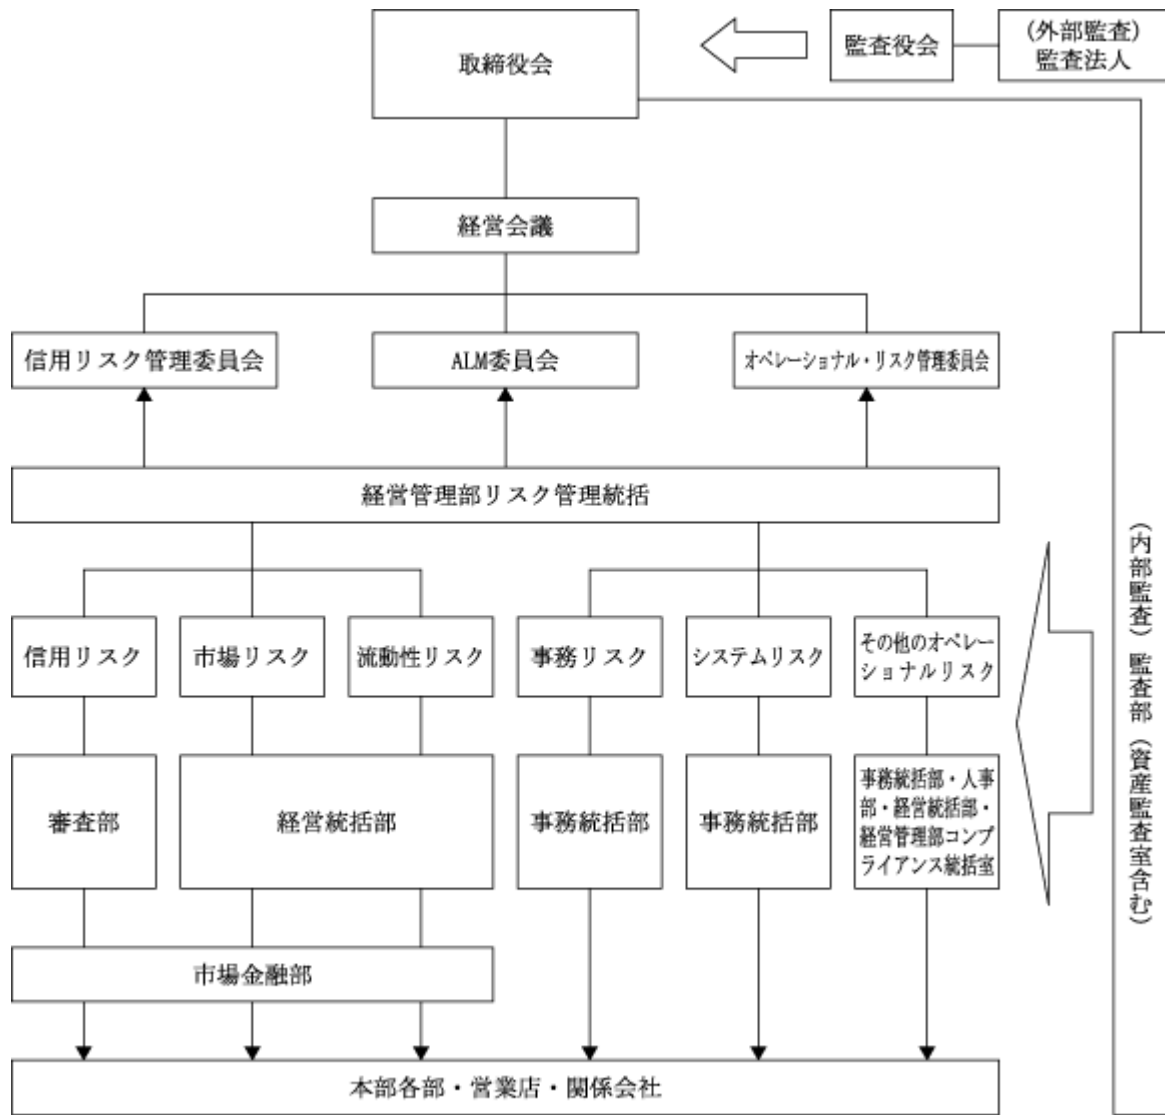 取締役会
監査役会
(外部監査)
監査法人
経営会議
信用リスク管理委員会
ALM委員会
オペレーショナル・リスク管理委員会
経営管理部リスク管理統括
信用リスク
市場リスク
流動性リスク
事務リスク
システムリスク
その他のオペレー
ショナルリスク
審査部
経営統括部
事務統括部
事務統括部
事務統括部・人事
部・経営統括部・
経営管理部コンプ
ライアンス統括室
市場金融部
本部各部・営業店・関係会社
(内部監査)監査部(資産監査室含む)